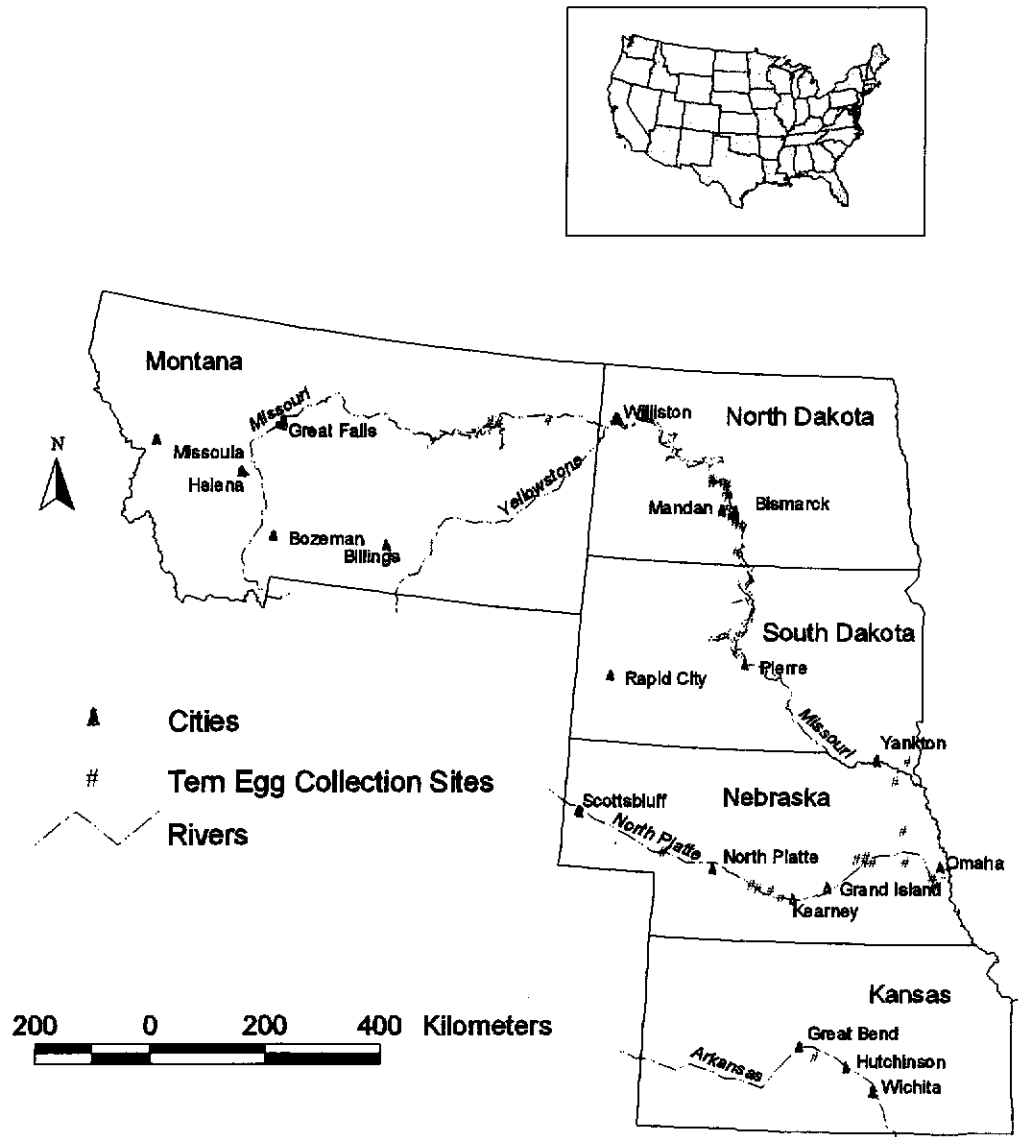 Montana
Missouri
Great Falls
Missoula
Helena
Bozeman
Billings
Yellowstone
Williston
North Dakota
Mandan
Bismarck
South Dakota
Rapid City
Pierre
Missouri
Yankton
N
Cities
# Tern Egg Collection Sites
Rivers
Scottsbluff
Nebraska
North Platte
North Platte
Omaha
Grand Island
Kearney
Kansas
Great Bend
Arkansas
Hutchinson
Wichita
200 0 200 400 Kilometers